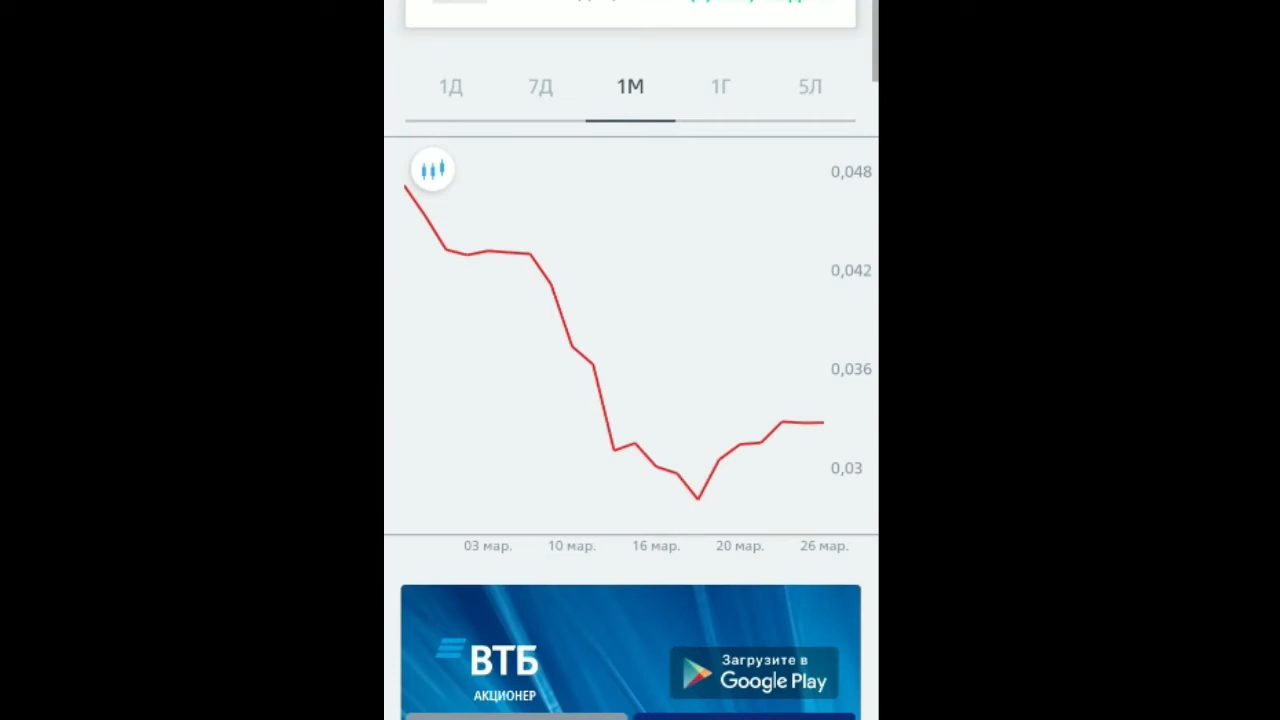 1Д 7Д 1М 1Г 5Л
0,048
0,042
0,036
0,03
03 мар. 10 мар. 16 мар. 20 мар. 26 мар.
ВТБ
АКЦИОНЕР
Загрузите в
Google Play